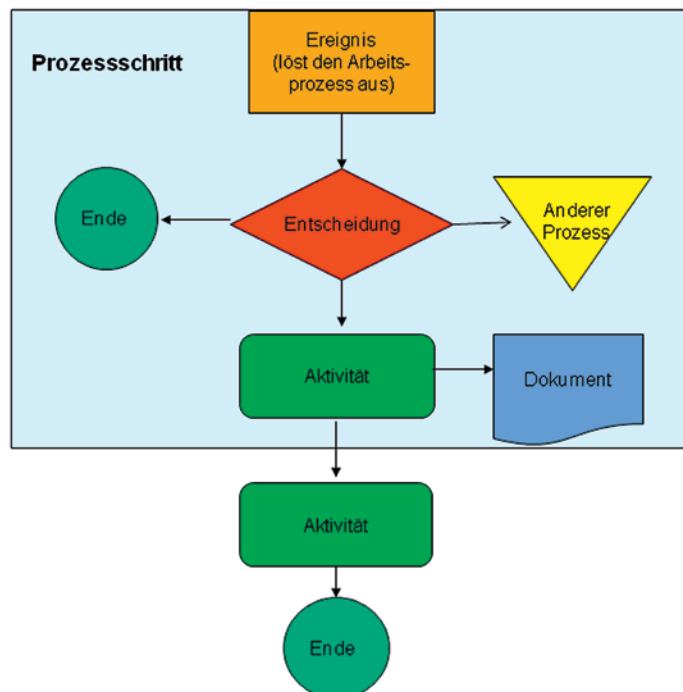 Prozessschritt
Ereignis
(löst den Arbeits-
prozess aus)
Ende
Entscheidung
Anderer
Prozess
Aktivität
Dokument
Aktivität
Ende